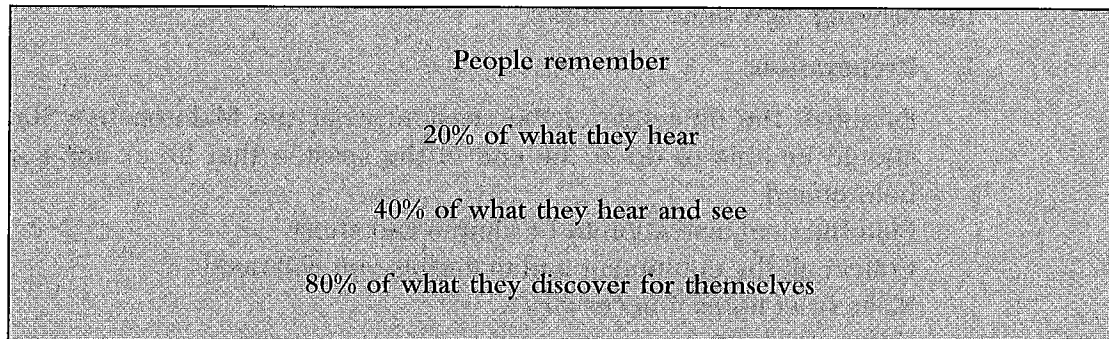 People remember
20% of what they hear
40% of what they hear and see
80% of what they discover for themselves